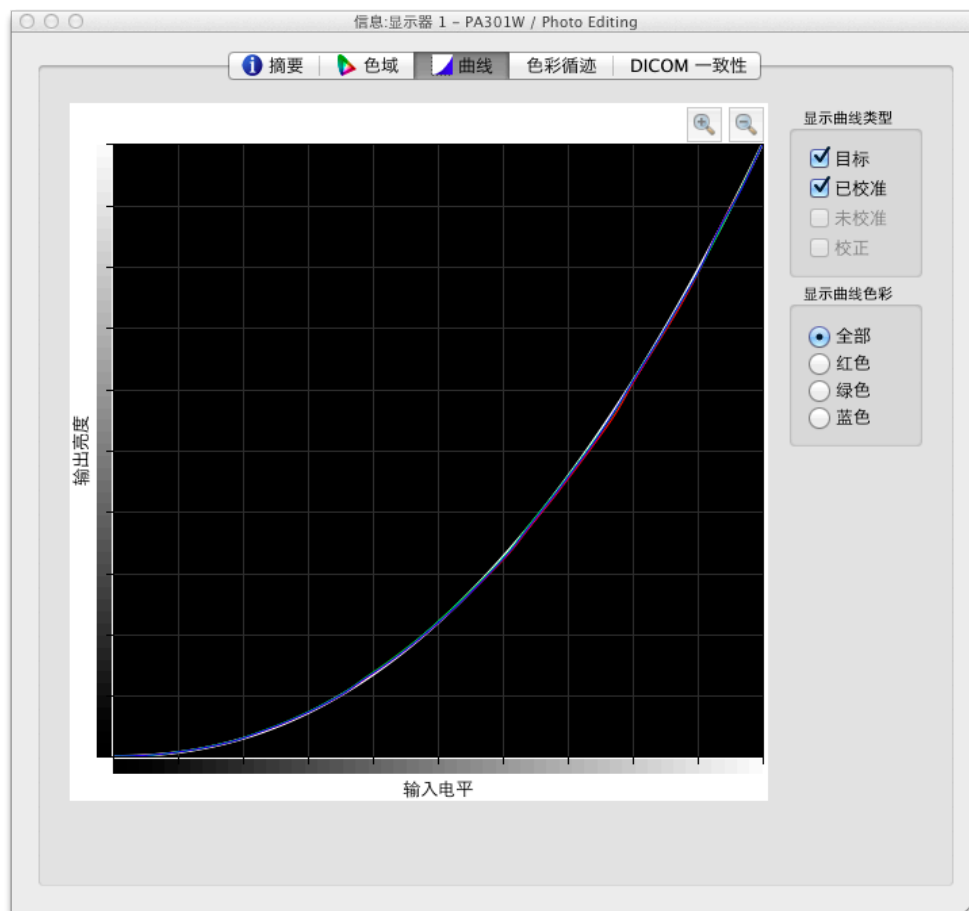 信息:显示器 1 – PA301W / Photo Editing
摘要
色域
曲线
色彩循迹
DICOM 一致性
显示曲线类型
目标
已校准
未校准
校正
显示曲线色彩
全部
红色
绿色
蓝色
输出亮度
输入电平